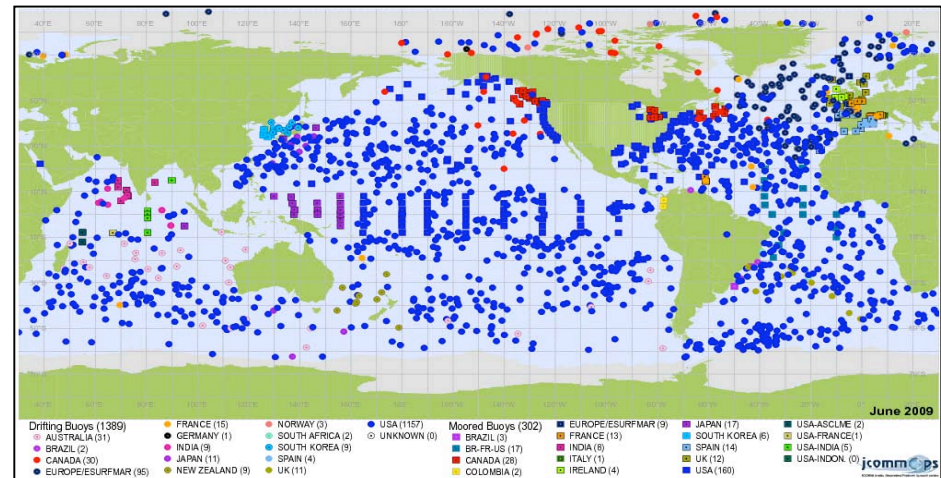 40°E 60°E 80°E 100°E 120°E 140°E 160°E 180°E 160°W 140°W 120°W 100°W 80°W 60°W 40°W 20°W 0°E 20°E
June 2009
Drifting Buoys (1389)
AUSTRALIA (31)
BRAZIL (2)
CANADA (30)
EUROPE/ESURFMAR (95)
FRANCE (15)
GERMANY (1)
INDIA (9)
JAPAN (11)
NEW ZEALAND (9)
NORWAY (3)
SOUTH AFRICA (2)
SOUTH KOREA (9)
SPAIN (4)
UK (11)
USA (1157)
UNKNOWN (0)
Moored Buoys (302)
BRAZIL (3)
BR-FR-US (17)
CANADA (28)
COLOMBIA (2)
EUROPE/ESURFMAR (9)
FRANCE (13)
INDIA (8)
ITALY (1)
IRELAND (4)
JAPAN (17)
SOUTH KOREA (6)
SPAIN (14)
UK (12)
USA (160)
USA-ASCLME (2)
USA-FRANCE(1)
USA-INDIA (5)
USA-INDON. (0)
jcommops